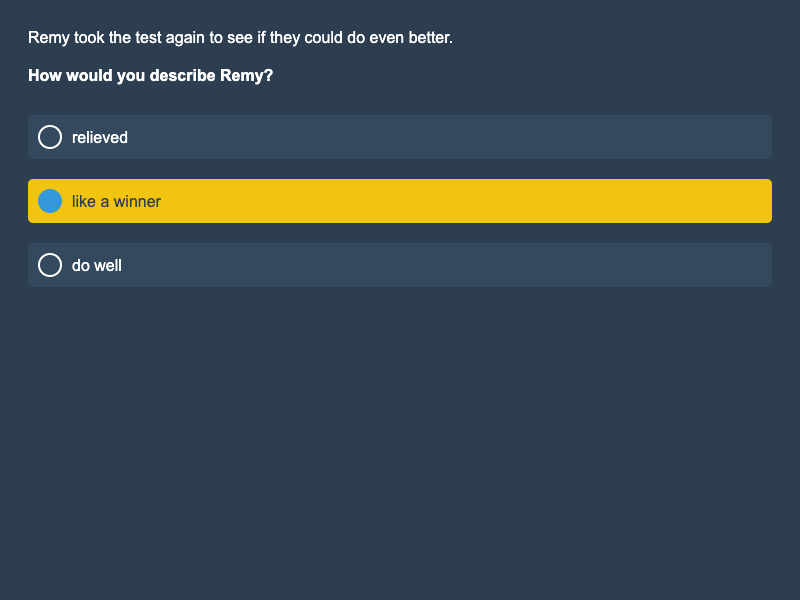 Remy took the test again to see if they could do even better.
How would you describe Remy?
relieved
like a winner
do well